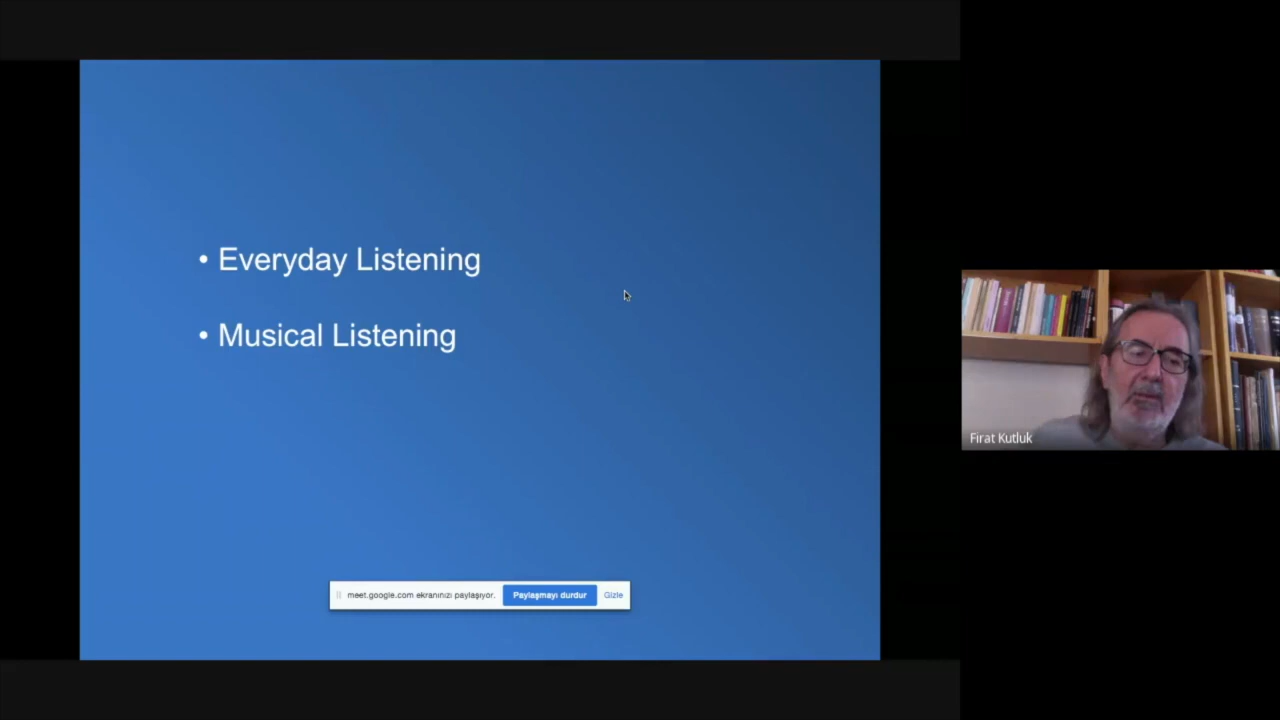 • Everyday Listening
• Musical Listening
meet.google.com ekranınızı paylaşıyor. Paylaşmayı durdur Gizle
Firat Kutluk